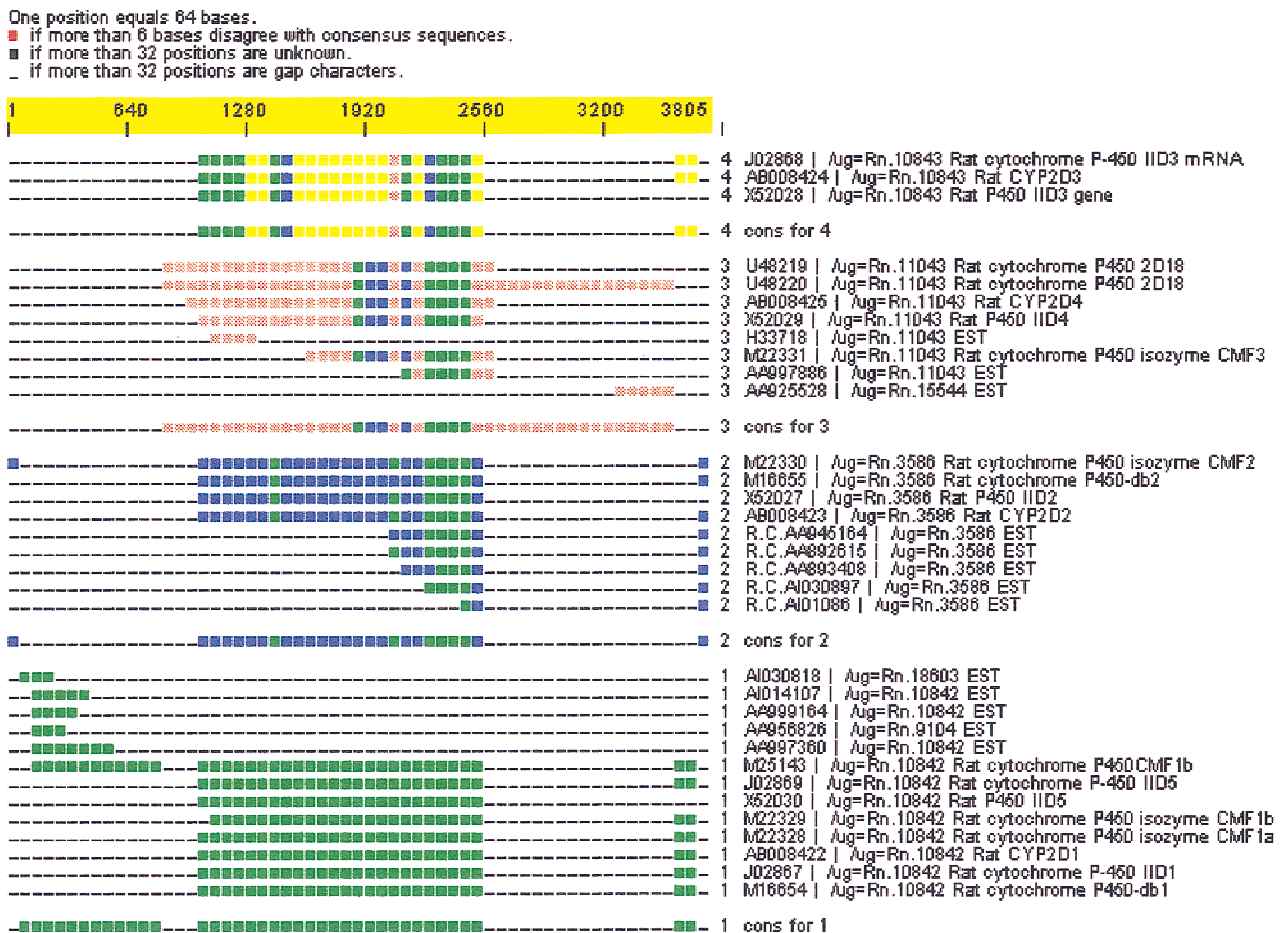 One position equals 64 bases.
if more than 6 bases disagree with consensus sequences.
if more than 32 positions are unknown.
_ if more than 32 positions are gap characters.
1 640 1280 1920 2560 3200 3805
4 J02868 | /ug=Rn.10843 Rat cytochrome P-450 IID3 mRNA
4 AB008424 | /ug=Rn.10843 Rat CYP2D3
4 X52028 | /ug=Rn.10843 Rat P450 IID3 gene
4 cons for 4
3 U48219 | /ug=Rn.11043 Rat cytochrome P450 2D18
3 U48220 | /ug=Rn.11043 Rat cytochrome P450 2D18
3 AB008425 | /ug=Rn.11043 Rat CYP2D4
3 X52029 | /ug=Rn.11043 Rat P450 IID4
3 H33718 | /ug=Rn.11043 EST
3 M22331 | /ug=Rn.11043 Rat cytochrome P450 isozyme CMF3
3 AA997886 | /ug=Rn.11043 EST
3 AA925528 | /ug=Rn.15544 EST
3 cons for 3
2 M22330 | /ug=Rn.3586 Rat cytochrome P450 isozyme CMF2
2 M16655 | /ug=Rn.3586 Rat cytochrome P450-db2
2 X52027 | /ug=Rn.3586 Rat P450 IID2
2 AB008423 | /ug=Rn.3586 Rat CYP2D2
2 R.C.AA945164 | /ug=Rn.3586 EST
2 R.C.AA892615 | /ug=Rn.3586 EST
2 R.C.AA893408 | /ug=Rn.3586 EST
2 R.C.AI030897 | /ug=Rn.3586 EST
2 R.C.AI01086 | /ug=Rn.3586 EST
2 cons for 2
1 AI030818 | /ug=Rn.18603 EST
1 AI014107 | /ug=Rn.10842 EST
1 AA999164 | /ug=Rn.10842 EST
1 AA956826 | /ug=Rn.9104 EST
1 AA997360 | /ug=Rn.10842 EST
1 M25143 | /ug=Rn.10842 Rat cytochrome P450CMF1b
1 J02869 | /ug=Rn.10842 Rat cytochrome P-450 IID5
1 X52030 | /ug=Rn.10842 Rat P450 IID5
1 M22329 | /ug=Rn.10842 Rat cytochrome P450 isozyme CMF1b
1 M22328 | /ug=Rn.10842 Rat cytochrome P450 isozyme CMF1a
1 AB008422 | /ug=Rn.10842 Rat CYP2D1
1 J02867 | /ug=Rn.10842 Rat cytochrome P-450 IID1
1 M16654 | /ug=Rn.10842 Rat cytochrome P450-db1
1 cons for 1